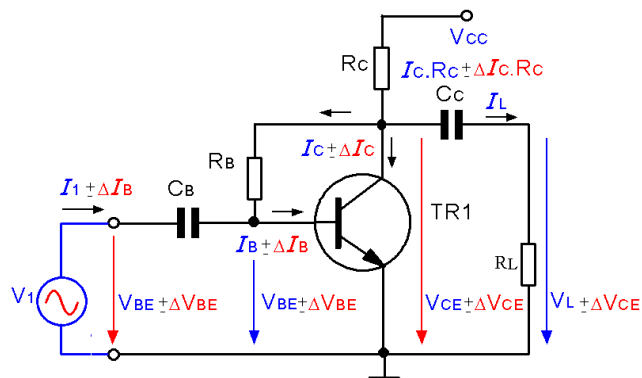 VCC
RC
IC.RC±ΔIC.RC
CC
IL
RB
IC±ΔIC
I1±ΔIB
CB
TR1
IB±ΔIB
RL
V1
VBE±ΔVBE
VBE±ΔVBE
VCE±ΔVCE
VL±ΔVCE